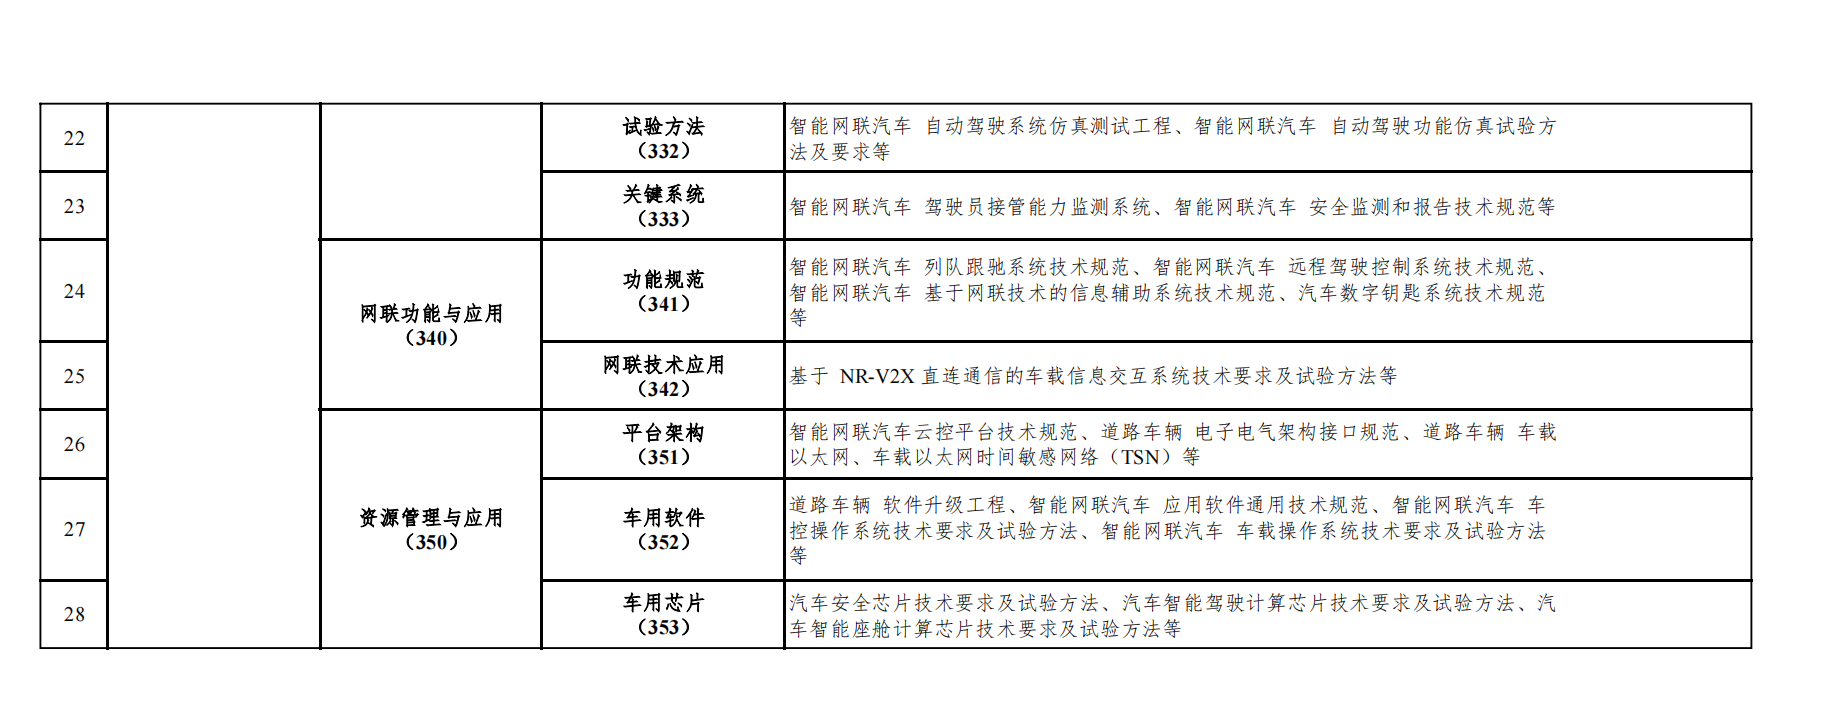 22
试验方法
（332）
智能网联汽车 自动驾驶系统仿真测试工程、智能网联汽车 自动驾驶功能仿真试验方
法及要求等
23
关键系统
（333）
智能网联汽车 驾驶员接管能力监测系统、智能网联汽车 安全监测和报告技术规范等
24
网联功能与应用
（340）
功能规范
（341）
智能网联汽车 列队跟驰系统技术规范、智能网联汽车 远程驾驶控制系统技术规范、
智能网联汽车 基于网联技术的信息辅助系统技术规范、汽车数字钥匙系统技术规范
等
25
网联技术应用
（342）
基于 NR-V2X 直连通信的车载信息交互系统技术要求及试验方法等
26
资源管理与应用
（350）
平台架构
（351）
智能网联汽车云控平台技术规范、道路车辆 电子电气架构接口规范、道路车辆 车载
以太网、车载以太网时间敏感网络（TSN）等
27
车用软件
（352）
道路车辆 软件升级工程、智能网联汽车 应用软件通用技术规范、智能网联汽车 车
控操作系统技术要求及试验方法、智能网联汽车 车载操作系统技术要求及试验方法
等
28
车用芯片
（353）
汽车安全芯片技术要求及试验方法、汽车智能驾驶计算芯片技术要求及试验方法、汽
车智能座舱计算芯片技术要求及试验方法等